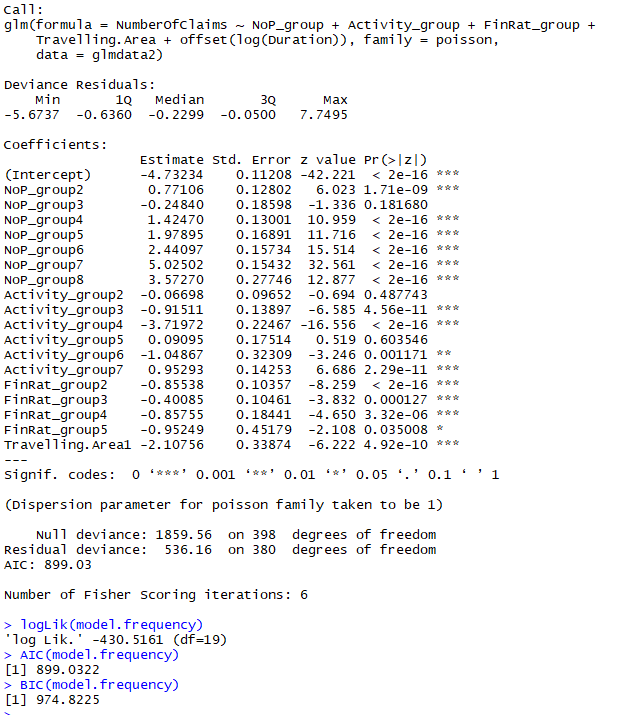 Call:
glm(formula = NumberOfClaims ~ NoP_group + Activity_group + FinRat_group +
    Travelling.Area + offset(log(Duration)), family = poisson,
    data = glmdata2)

Deviance Residuals:
    Min       1Q   Median       3Q      Max
-5.6737  -0.6360  -0.2299  -0.0500   7.7495

Coefficients:
                 Estimate Std. Error z value Pr(>|z|)
(Intercept)      -4.73234    0.11208 -42.221  < 2e-16 ***
NoP_group2        0.77106    0.12802   6.023 1.71e-09 ***
NoP_group3       -0.24840    0.18598  -1.336 0.181680
NoP_group4        1.42470    0.13001  10.959  < 2e-16 ***
NoP_group5        1.97895    0.16891  11.716  < 2e-16 ***
NoP_group6        2.44097    0.15734  15.514  < 2e-16 ***
NoP_group7        5.02502    0.15432  32.561  < 2e-16 ***
NoP_group8        3.57270    0.27746  12.877  < 2e-16 ***
Activity_group2  -0.06698    0.09652  -0.694 0.487743
Activity_group3  -0.91511    0.13897  -6.585 4.56e-11 ***
Activity_group4  -3.71972    0.22467 -16.556  < 2e-16 ***
Activity_group5   0.09095    0.17514   0.519 0.603546
Activity_group6  -1.04867    0.32309  -3.246 0.001171 **
Activity_group7   0.95293    0.14253   6.686 2.29e-11 ***
FinRat_group2    -0.85538    0.10357  -8.259  < 2e-16 ***
FinRat_group3    -0.40085    0.10461  -3.832 0.000127 ***
FinRat_group4    -0.85755    0.18441  -4.650 3.32e-06 ***
FinRat_group5    -0.95249    0.45179  -2.108 0.035008 *
Travelling.Area1 -2.10756    0.33874  -6.222 4.92e-10 ***
---
Signif. codes:  0 ‘***’ 0.001 ‘**’ 0.01 ‘*’ 0.05 ‘.’ 0.1 ‘ ’ 1

(Dispersion parameter for poisson family taken to be 1)

    Null deviance: 1859.56  on 398  degrees of freedom
Residual deviance:  536.16  on 380  degrees of freedom
AIC: 899.03

Number of Fisher Scoring iterations: 6

> logLik(model.frequency)
'log Lik.' -430.5161 (df=19)
> AIC(model.frequency)
[1] 899.0322
> BIC(model.frequency)
[1] 974.8225
>